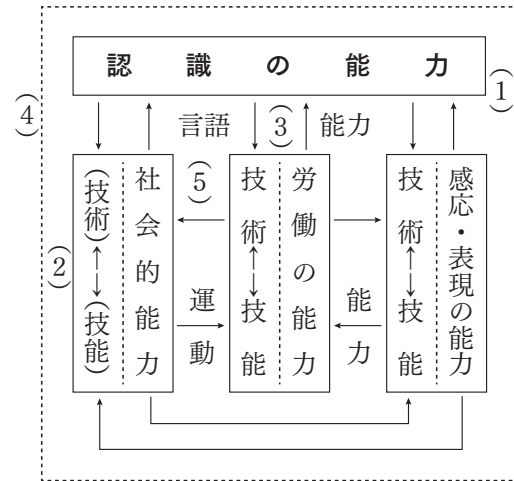 認識の能力
(1)
(4)
言語
(3)
能力
(2)
(技術)
(技能)
社会的能力
(5)
運動
技術
技能
労働の能力
能力
技術
技能
感応・表現の能力